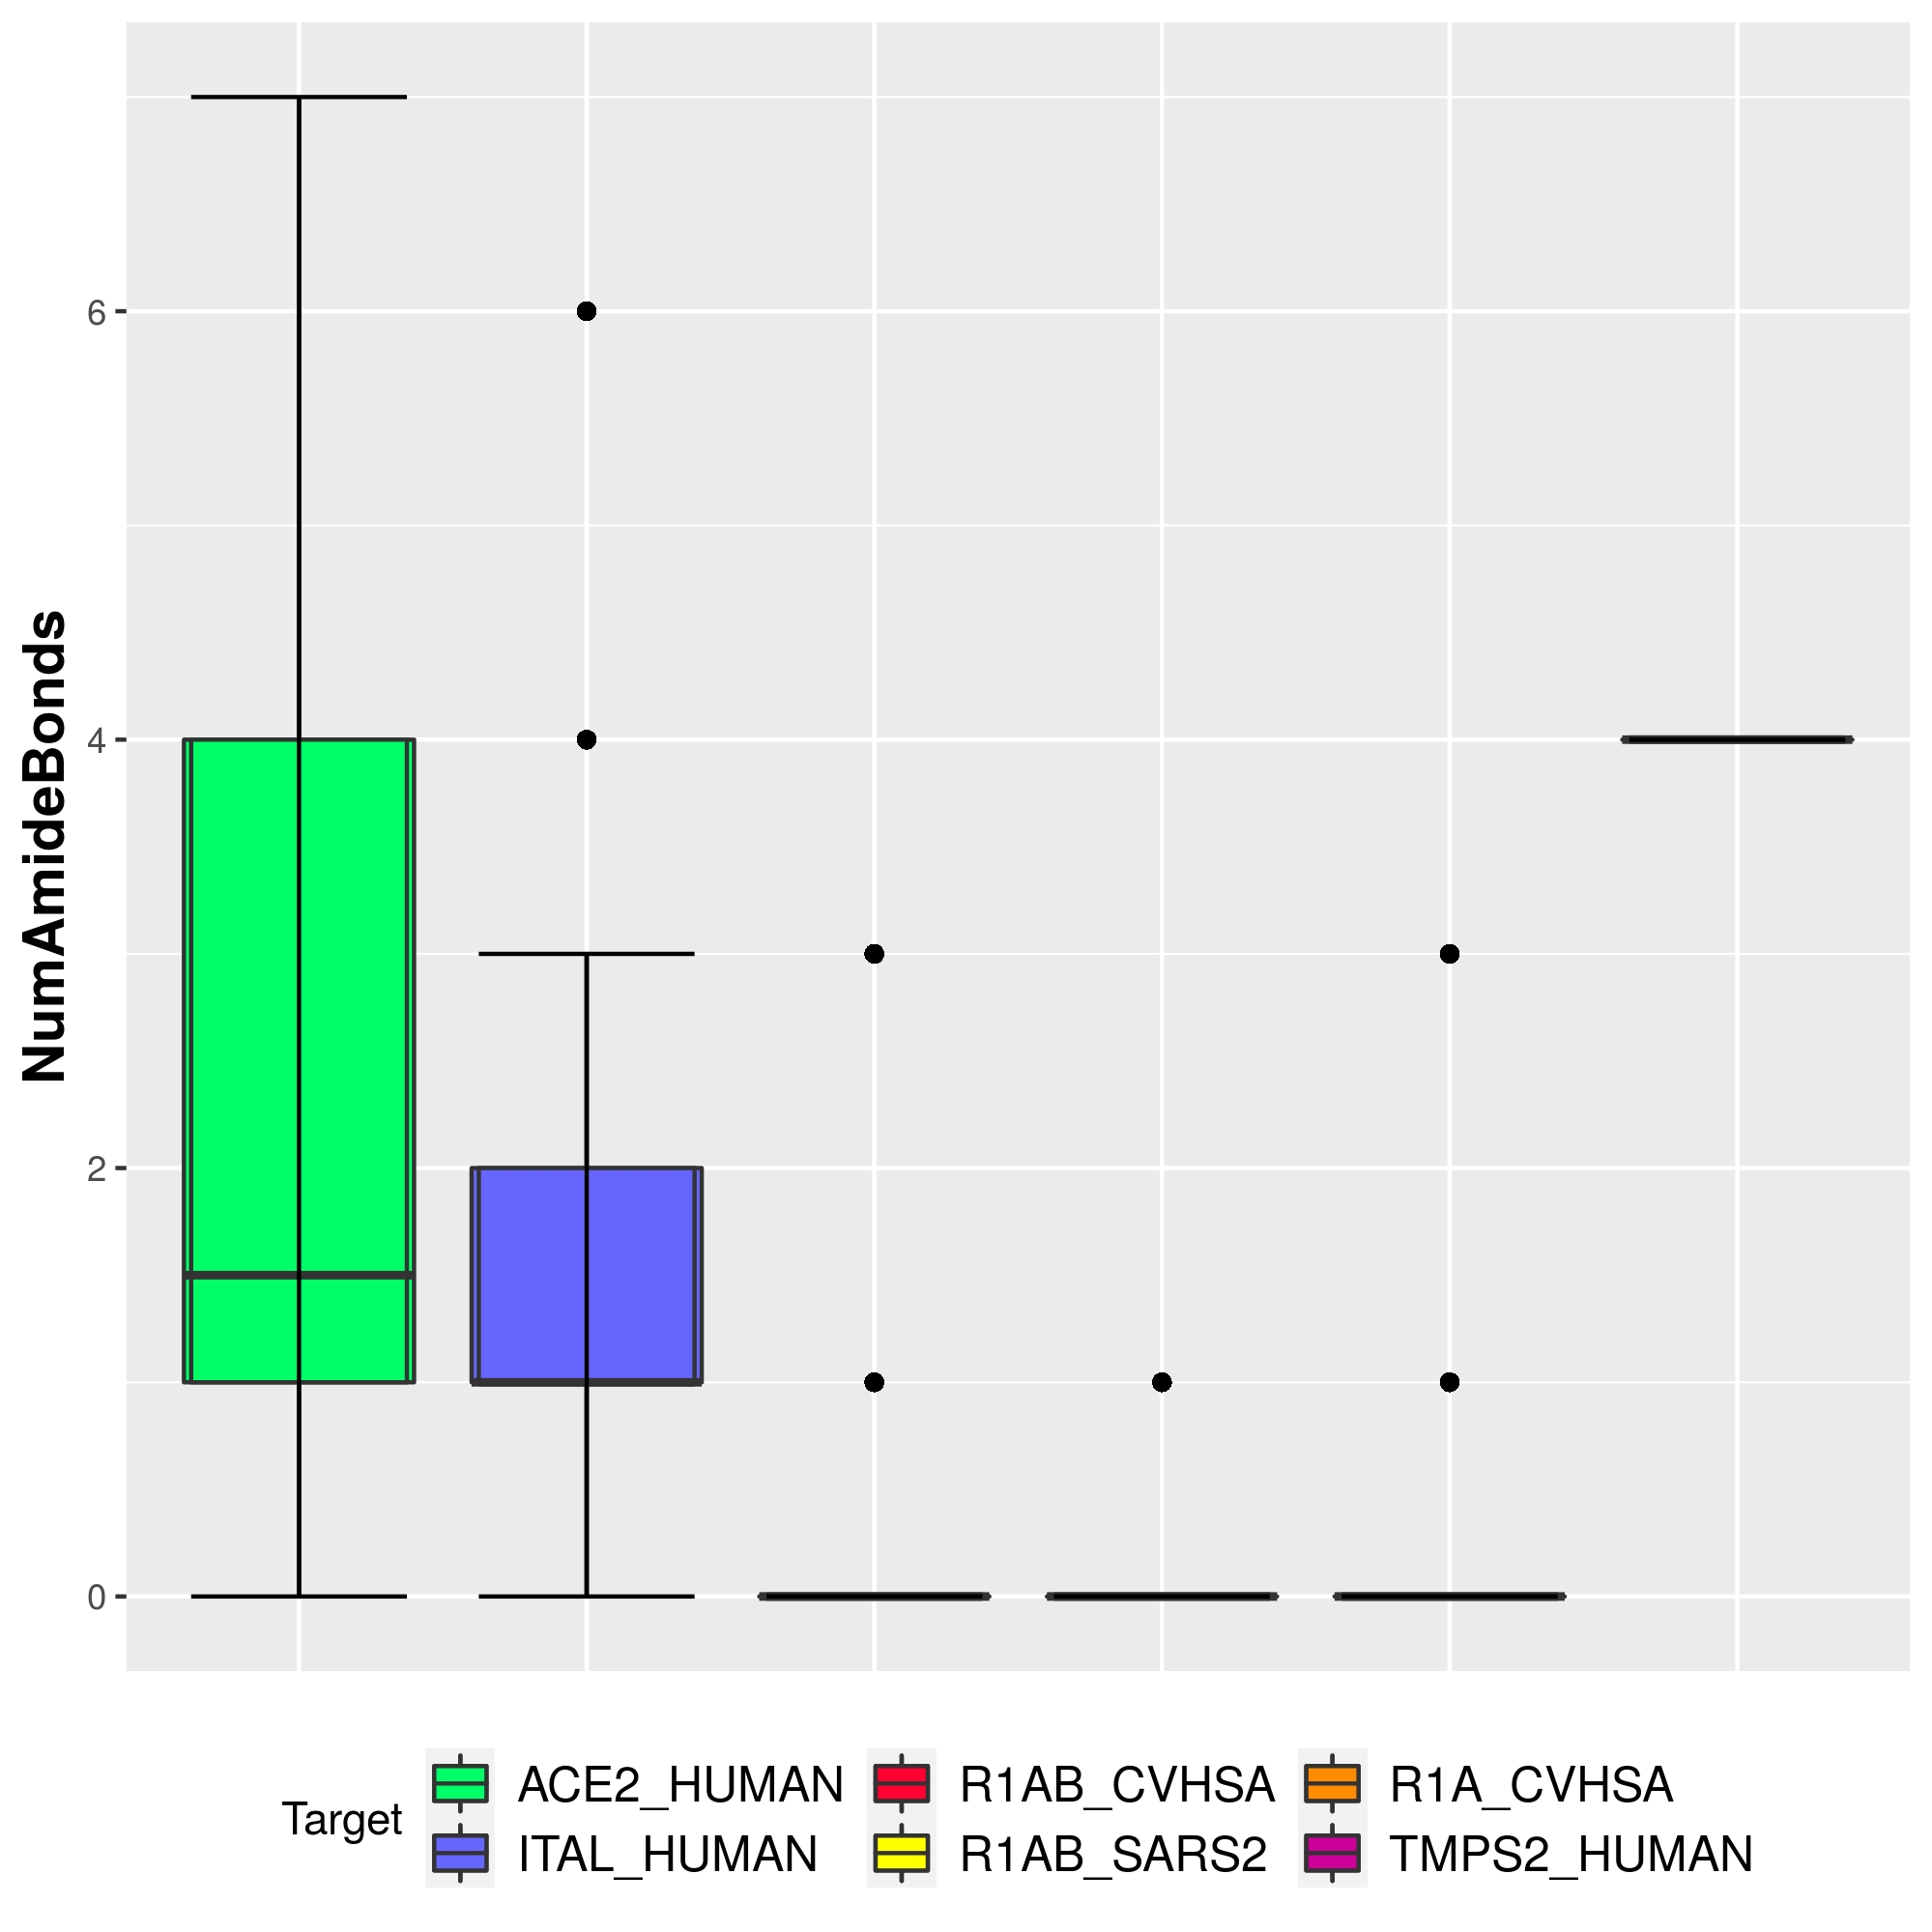 NumAmideBonds
6
4
2
0
Target
ACE2_HUMAN R1AB_CVHSA R1A_CVHSA
ITAL_HUMAN R1AB_SARS2 TMPS2_HUMAN